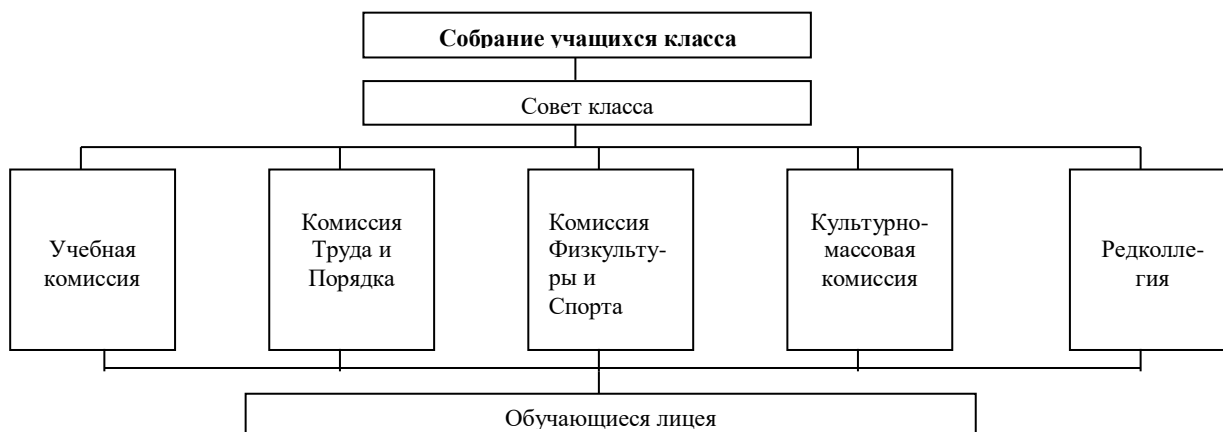 Собрание учащихся класса
Совет класса
Учебная
комиссия
Комиссия
Труда и
Порядка
Комиссия
Физкульту-
ры и
Спорта
Культурно-
массовая
комиссия
Редколле-
гия
Обучающиеся лицея